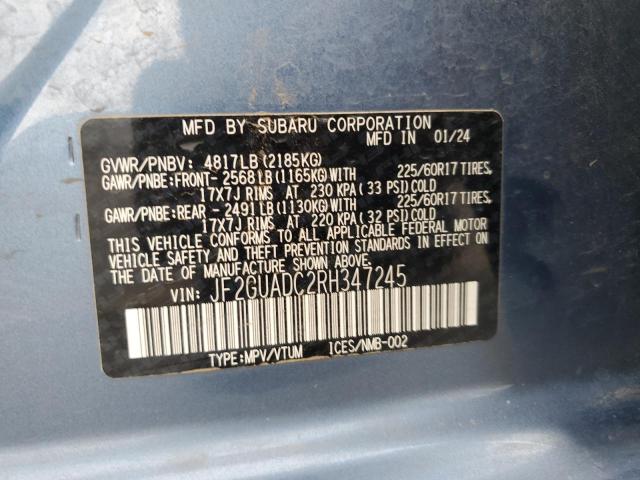 MFD BY SUBARU CORPORATION
MFD IN 01/24
GVWR/PNBV: 4817LB(2185KG)
GAWR/PNBE:FRONT-2568LB(1165KG)WITH 225/60R17 TIRES,
17X7J RIMS AT 230 KPA(33 PSI)COLD
GAWR/PNBE:REAR -2491LB(1130KG)WITH 225/60R17 TIRES,
17X7J RIMS AT 220 KPA(32 PSI)COLD
THIS VEHICLE CONFORMS TO ALL APPLICABLE FEDERAL MOTOR
VEHICLE SAFETY AND THEFT PREVENTION STANDARDS IN EFFECT
ON THE DATE OF MANUFACTURE SHOWN ABOVE.
VIN: JF2GUADC2RH347245
TYPE:MPV/VTUM ICES/NMB-002